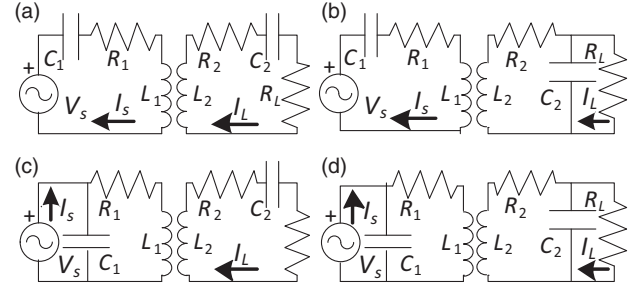 (a)
C1 R1 R2 C2
+
RL
Vs Is L1 L2 IL
(b)
C1 R1 R2 RL
+
Vs Is L1 L2 C2 IL
(c)
+ Is R1 R2 C2
Vs C1 L1 L2 IL
(d)
+ Is R1 R2 RL
Vs C1 L1 L2 C2 IL